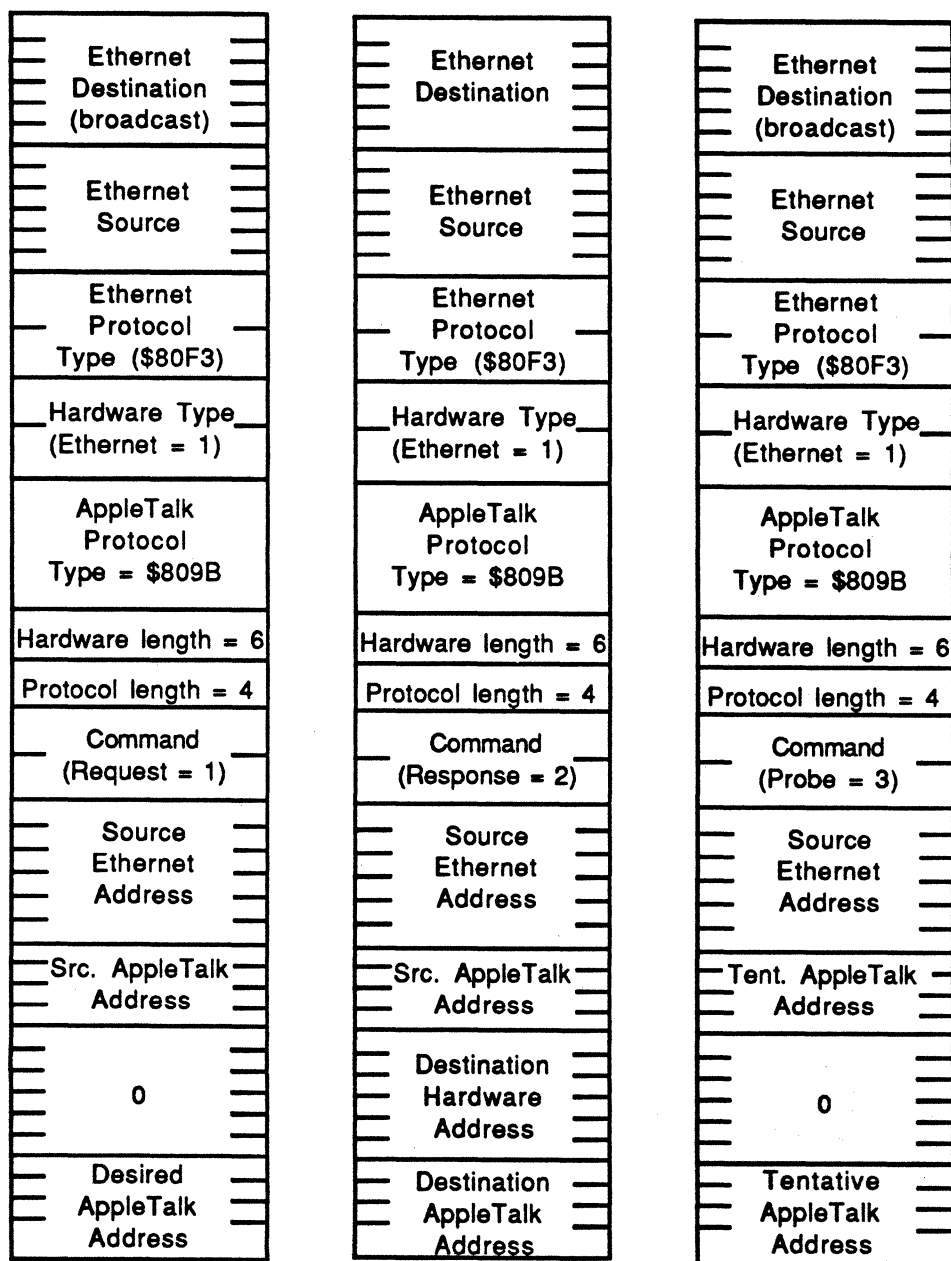 Ethernet
Destination
(broadcast)
Ethernet
Source
Ethernet
Protocol
Type ($80F3)
Hardware Type
(Ethernet = 1)
AppleTalk
Protocol
Type = $809B
Hardware length = 6
Protocol length = 4
Command
(Request = 1)
Source
Ethernet
Address
Src. AppleTalk
Address
0
Desired
AppleTalk
Address
Ethernet
Destination
Ethernet
Source
Ethernet
Protocol
Type ($80F3)
Hardware Type
(Ethernet = 1)
AppleTalk
Protocol
Type = $809B
Hardware length = 6
Protocol length = 4
Command
(Response = 2)
Source
Ethernet
Address
Src. AppleTalk
Address
Destination
Hardware
Address
Destination
AppleTalk
Address
Ethernet
Destination
(broadcast)
Ethernet
Source
Ethernet
Protocol
Type ($80F3)
Hardware Type
(Ethernet = 1)
AppleTalk
Protocol
Type = $809B
Hardware length = 6
Protocol length = 4
Command
(Probe = 3)
Source
Ethernet
Address
Tent. AppleTalk
Address
0
Tentative
AppleTalk
Address